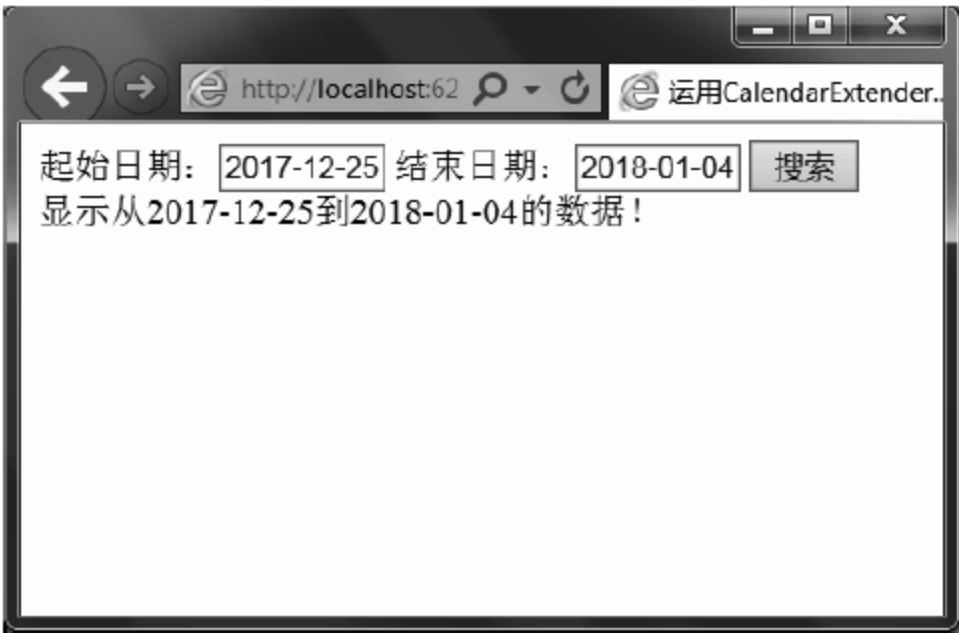 http://localhost:62
运用CalendarExtender..
起始日期：2017-12-25 结束日期：2018-01-04 搜索
显示从2017-12-25到2018-01-04的数据！